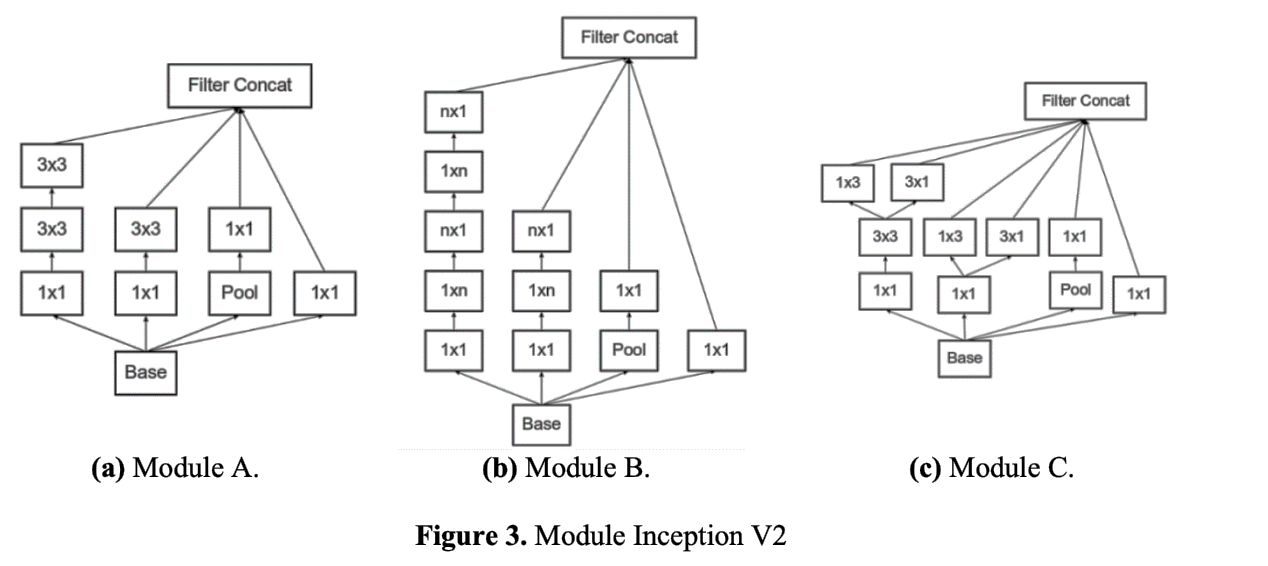 Filter Concat
3x3
3x3
3x3
1x1
1x1
1x1
Pool
1x1
Base
(a) Module A.
Filter Concat
nx1
1xn
nx1
nx1
1xn
1xn
1x1
1x1
1x1
Pool
1x1
Base
(b) Module B.
Filter Concat
1x3
3x1
3x3
1x3
3x1
1x1
1x1
1x1
Pool
1x1
Base
(c) Module C.
Figure 3. Module Inception V2